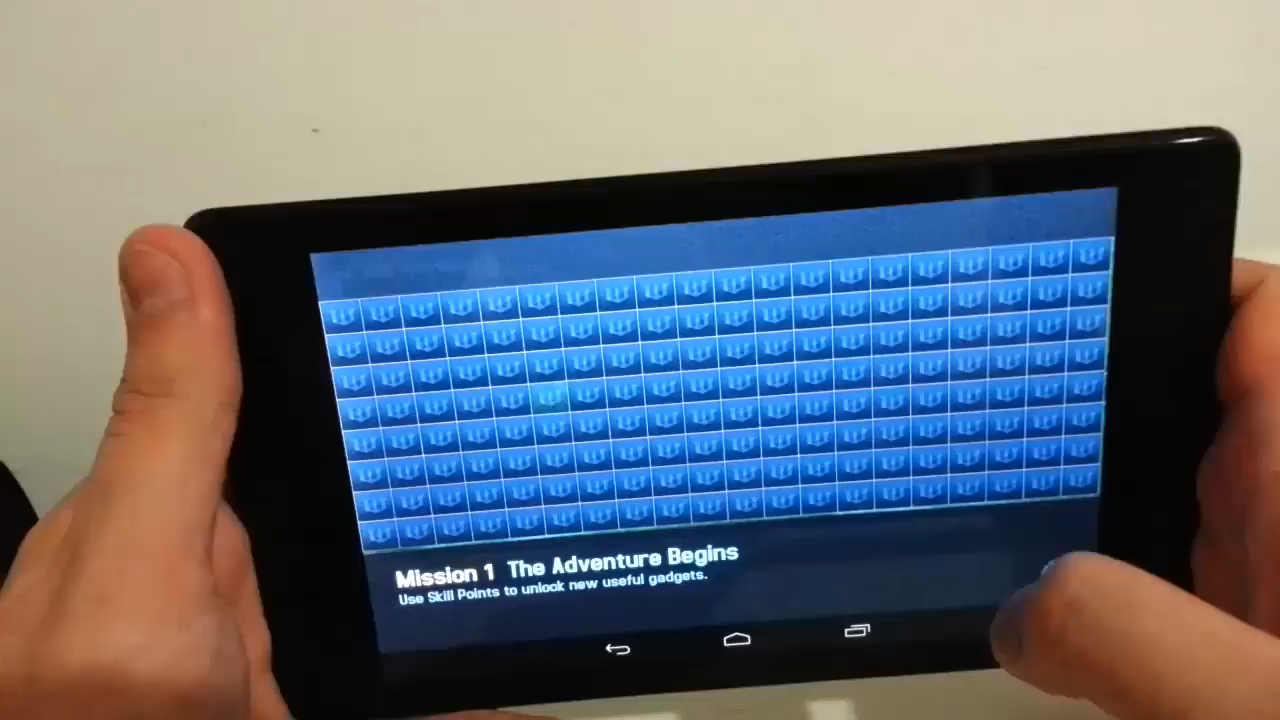 Mission 1 The Adventure Begins
Use Skill Points to unlock new useful gadgets.